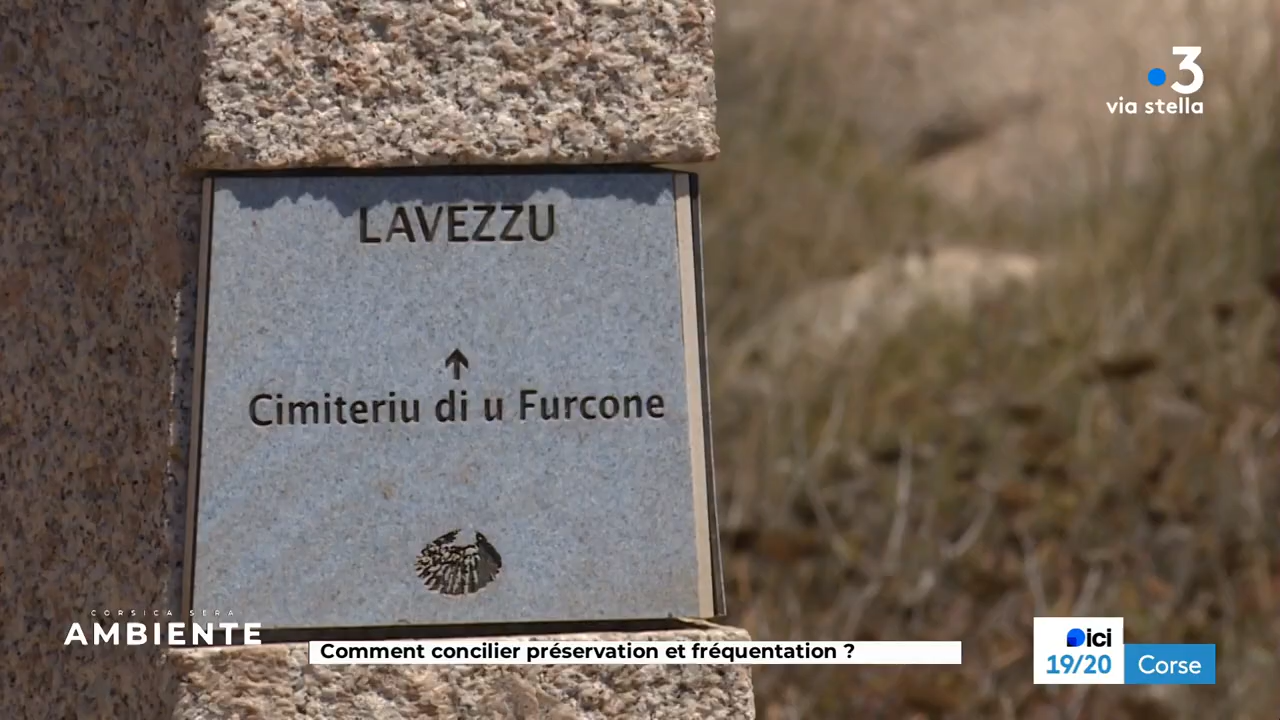 3
via stella
LAVEZZU
↑
Cimiteriu di u Furcone
CORSICA SERA
AMBIENTE
Comment concilier préservation et fréquentation ?
ici
19/20
Corse